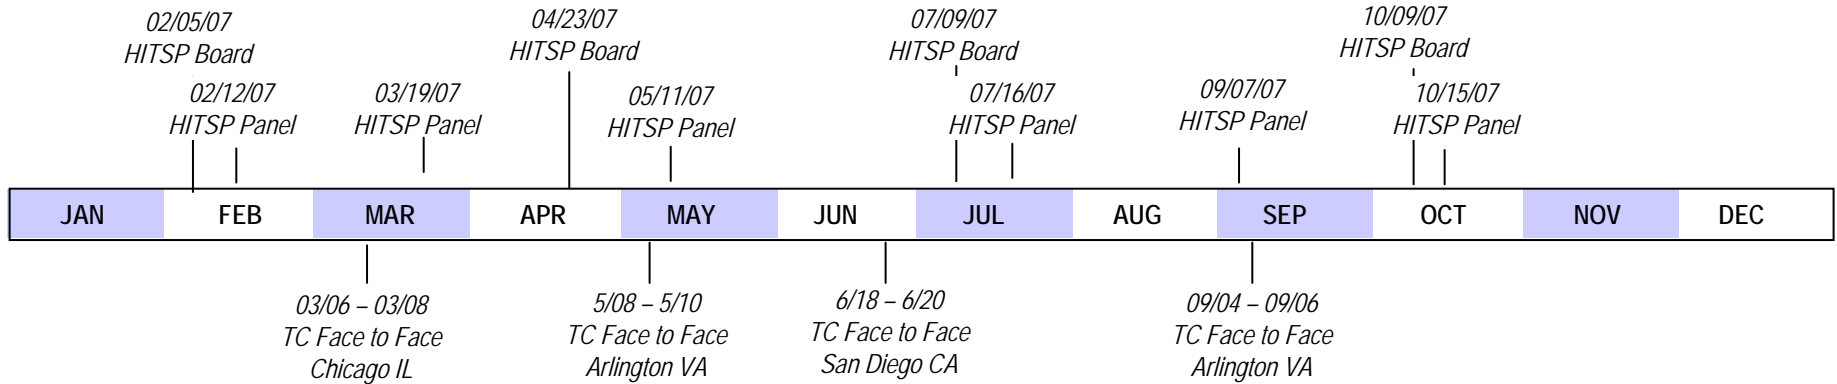 02/05/07
HITSP Board
04/23/07
HITSP Board
07/09/07
HITSP Board
10/09/07
HITSP Board
02/12/07
HITSP Panel
03/19/07
HITSP Panel
05/11/07
HITSP Panel
07/16/07
HITSP Panel
09/07/07
HITSP Panel
10/15/07
HITSP Panel
JAN FEB MAR APR MAY JUN JUL AUG SEP OCT NOV DEC
03/06 – 03/08
TC Face to Face
Chicago IL
5/08 – 5/10
TC Face to Face
Arlington VA
6/18 – 6/20
TC Face to Face
San Diego CA
09/04 – 09/06
TC Face to Face
Arlington VA